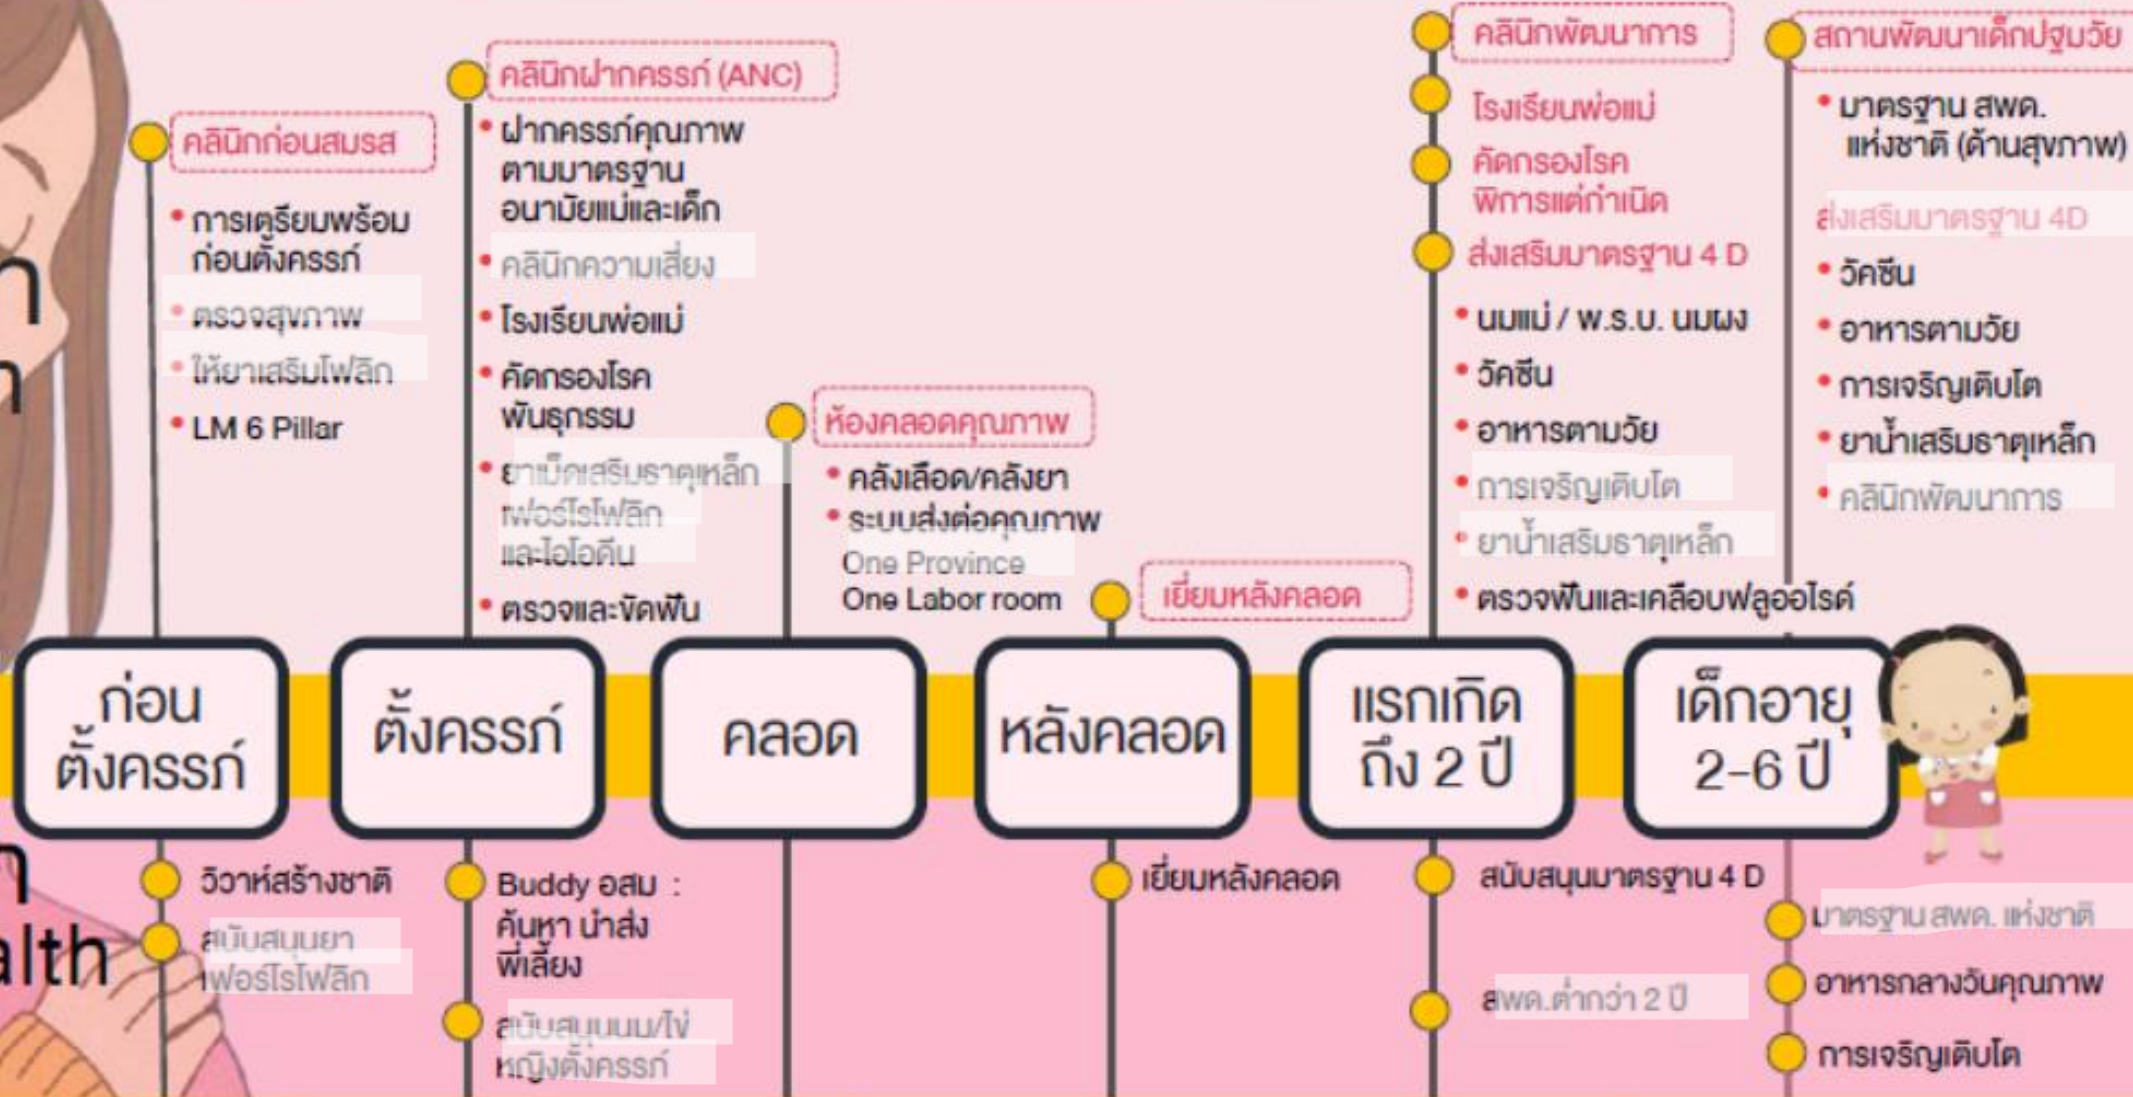 คลินิกก่อนสมรส
การเตรียมพร้อม
ก่อนตั้งครรภ์
ตรวจสุขภาพ
ให้ยาเสริมโฟลิก
LM 6 Pillar
คลินิกฝากครรภ์ (ANC)
ฝากครรภ์คุณภาพ
ตามมาตรฐาน
อนามัยแม่และเด็ก
คลินิกความเสี่ยง
โรงเรียนพ่อแม่
คัดกรองโรค
พันธุกรรม
ยาเม็ดเสริมธาตุเหล็ก
เฟอร์ไรโฟลิก
และไอโอดีน
ตรวจและขัดฟัน
ห้องคลอดคุณภาพ
คลังเลือด/คลังยา
ระบบส่งต่อคุณภาพ
One Province
One Labor room
เยี่ยมหลังคลอด
คลินิกพัฒนาการ
โรงเรียนพ่อแม่
คัดกรองโรค
พิการแต่กำเนิด
ส่งเสริมมาตรฐาน 4 D
นมแม่ / พ.ร.บ. นมผง
วัคซีน
อาหารตามวัย
การเจริญเติบโต
ยาน้ำเสริมธาตุเหล็ก
ตรวจฟันและเคลือบฟลูออไรด์
สถานพัฒนาเด็กปฐมวัย
มาตรฐาน สพด.
แห่งชาติ (ด้านสุขภาพ)
ส่งเสริมมาตรฐาน 4D
วัคซีน
อาหารตามวัย
การเจริญเติบโต
ยาน้ำเสริมธาตุเหล็ก
คลินิกพัฒนาการ
ก่อน
ตั้งครรภ์
ตั้งครรภ์
คลอด
หลังคลอด
แรกเกิด
ถึง 2 ปี
เด็กอายุ
2-6 ปี
วิวาห์สร้างชาติ
สนับสนุนยา
เฟอร์ไรโฟลิก
Buddy อสม :
ค้นหา นำส่ง
พี่เลี้ยง
สนับสนุนนม/ไข่
หญิงตั้งครรภ์
เยี่ยมหลังคลอด
สนับสนุนมาตรฐาน 4 D
สพด.ต่ำกว่า 2 ปี
มาตรฐาน สพด. แห่งชาติ
อาหารกลางวันคุณภาพ
การเจริญเติบโต